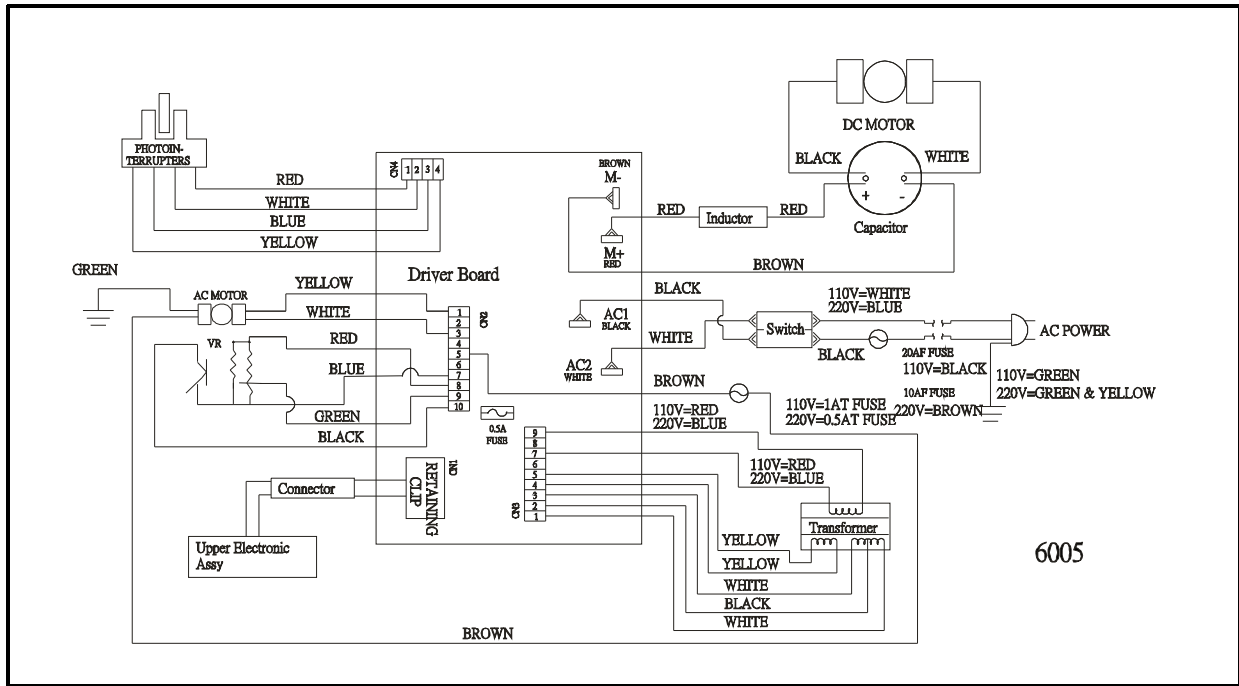 DC MOTOR
BLACK
WHITE
+
-
Capacitor
PHOTOIN-
TERRUPTERS
CN4
1 2 3 4
RED
WHITE
BLUE
YELLOW
BROWN
M-
M+
RED
RED
Inductor
RED
BROWN
GREEN
AC MOTOR
YELLOW
WHITE
VR
RED
BLUE
GREEN
BLACK
Driver Board
1
2
3
4
5
6
7
8
9
10
CN2
0.5A
FUSE
BLACK
AC1
BLACK
WHITE
AC2
WHITE
110V=WHITE
220V=BLUE
Switch
BLACK
AC POWER
20AF FUSE
110V=BLACK
10AF FUSE
220V=BROWN
110V=GREEN
220V=GREEN & YELLOW
BROWN
110V=1AT FUSE
220V=0.5AT FUSE
110V=RED
220V=BLUE
9
8
7
6
5
4
3
2
1
CN3
110V=RED
220V=BLUE
Transformer
YELLOW
YELLOW
WHITE
BLACK
WHITE
Connector
RETAINING
CLIP
1ND
Upper Electronic
Assy
BROWN
6005